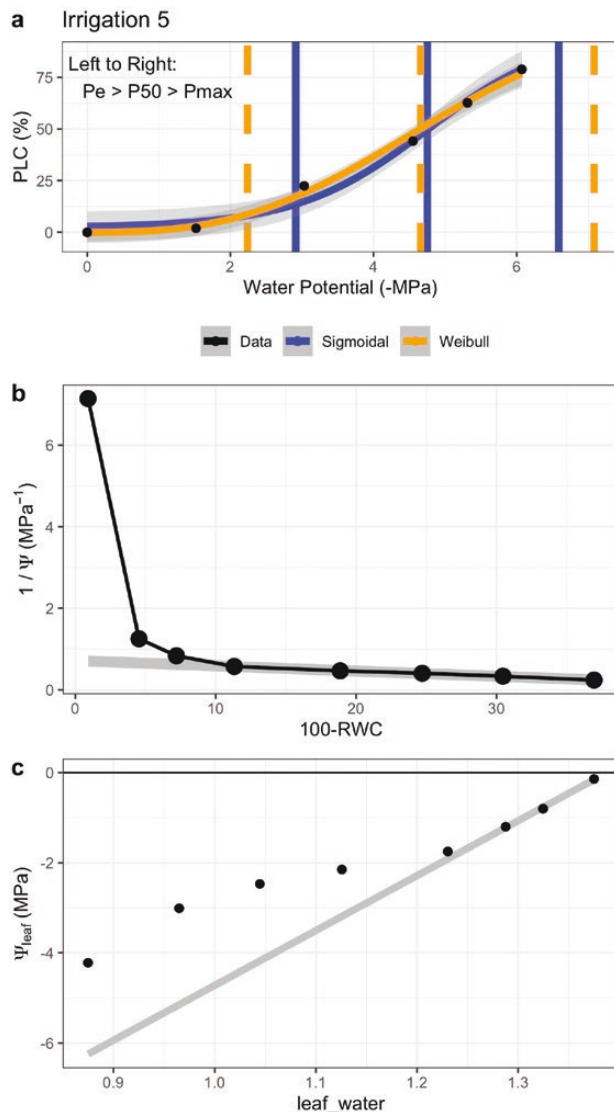 a Irrigation 5
Left to Right:
Pe > P50 > Pmax
PLC (%)
75
50
25
0
0 2 4 6
Water Potential (-MPa)
Data Sigmoidal Weibull
b
1 / Ψ (MPa⁻¹)
6
4
2
0
0 10 20 30
100-RWC
c
Ψleaf (MPa)
0
-2
-4
-6
0.9 1.0 1.1 1.2 1.3
leaf_water